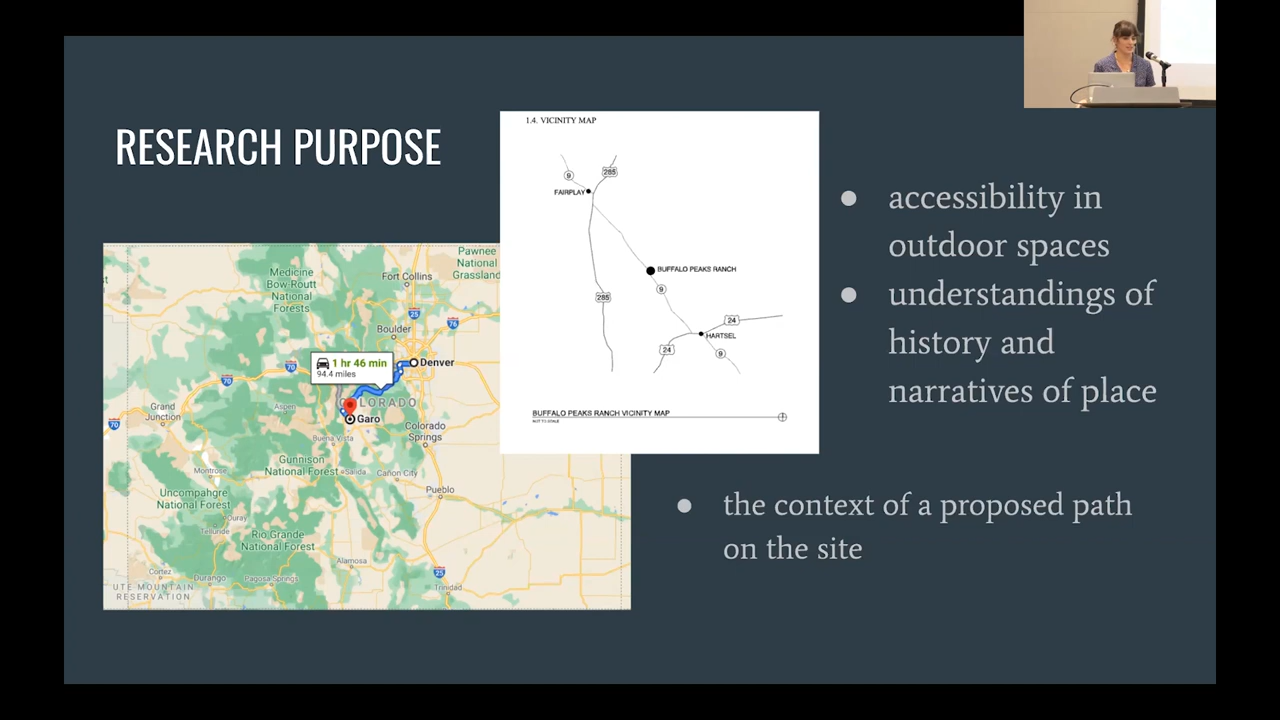 RESEARCH PURPOSE
1.4. VICINITY MAP
9
285
FAIRPLAY
BUFFALO PEAKS RANCH
9
285
24
HARTSEL
24
9
BUFFALO PEAKS RANCH VICINITY MAP
NOT TO SCALE
accessibility in
outdoor spaces
understandings of
history and
narratives of place
the context of a proposed path
on the site
Pawnee
National
Grassland
Medicine
Bow-Routt
National
Forests
Fort Collins
25
76
Boulder
1 hr 46 min
94.4 miles
Denver
70
70
Grand
Junction
Aspen
LORADO
Garo
70
Colorado
Springs
Buena Vista
Gunnison
National Forest
Salida
Cañon City
Montrose
Pueblo
Uncompahgre
National Forest
Ouray
Telluride
Rio Grande
National Forest
Alamosa
Cortez
Durango
Pagosa Springs
25
Trinidad
UTE MOUNTAIN
RESERVATION